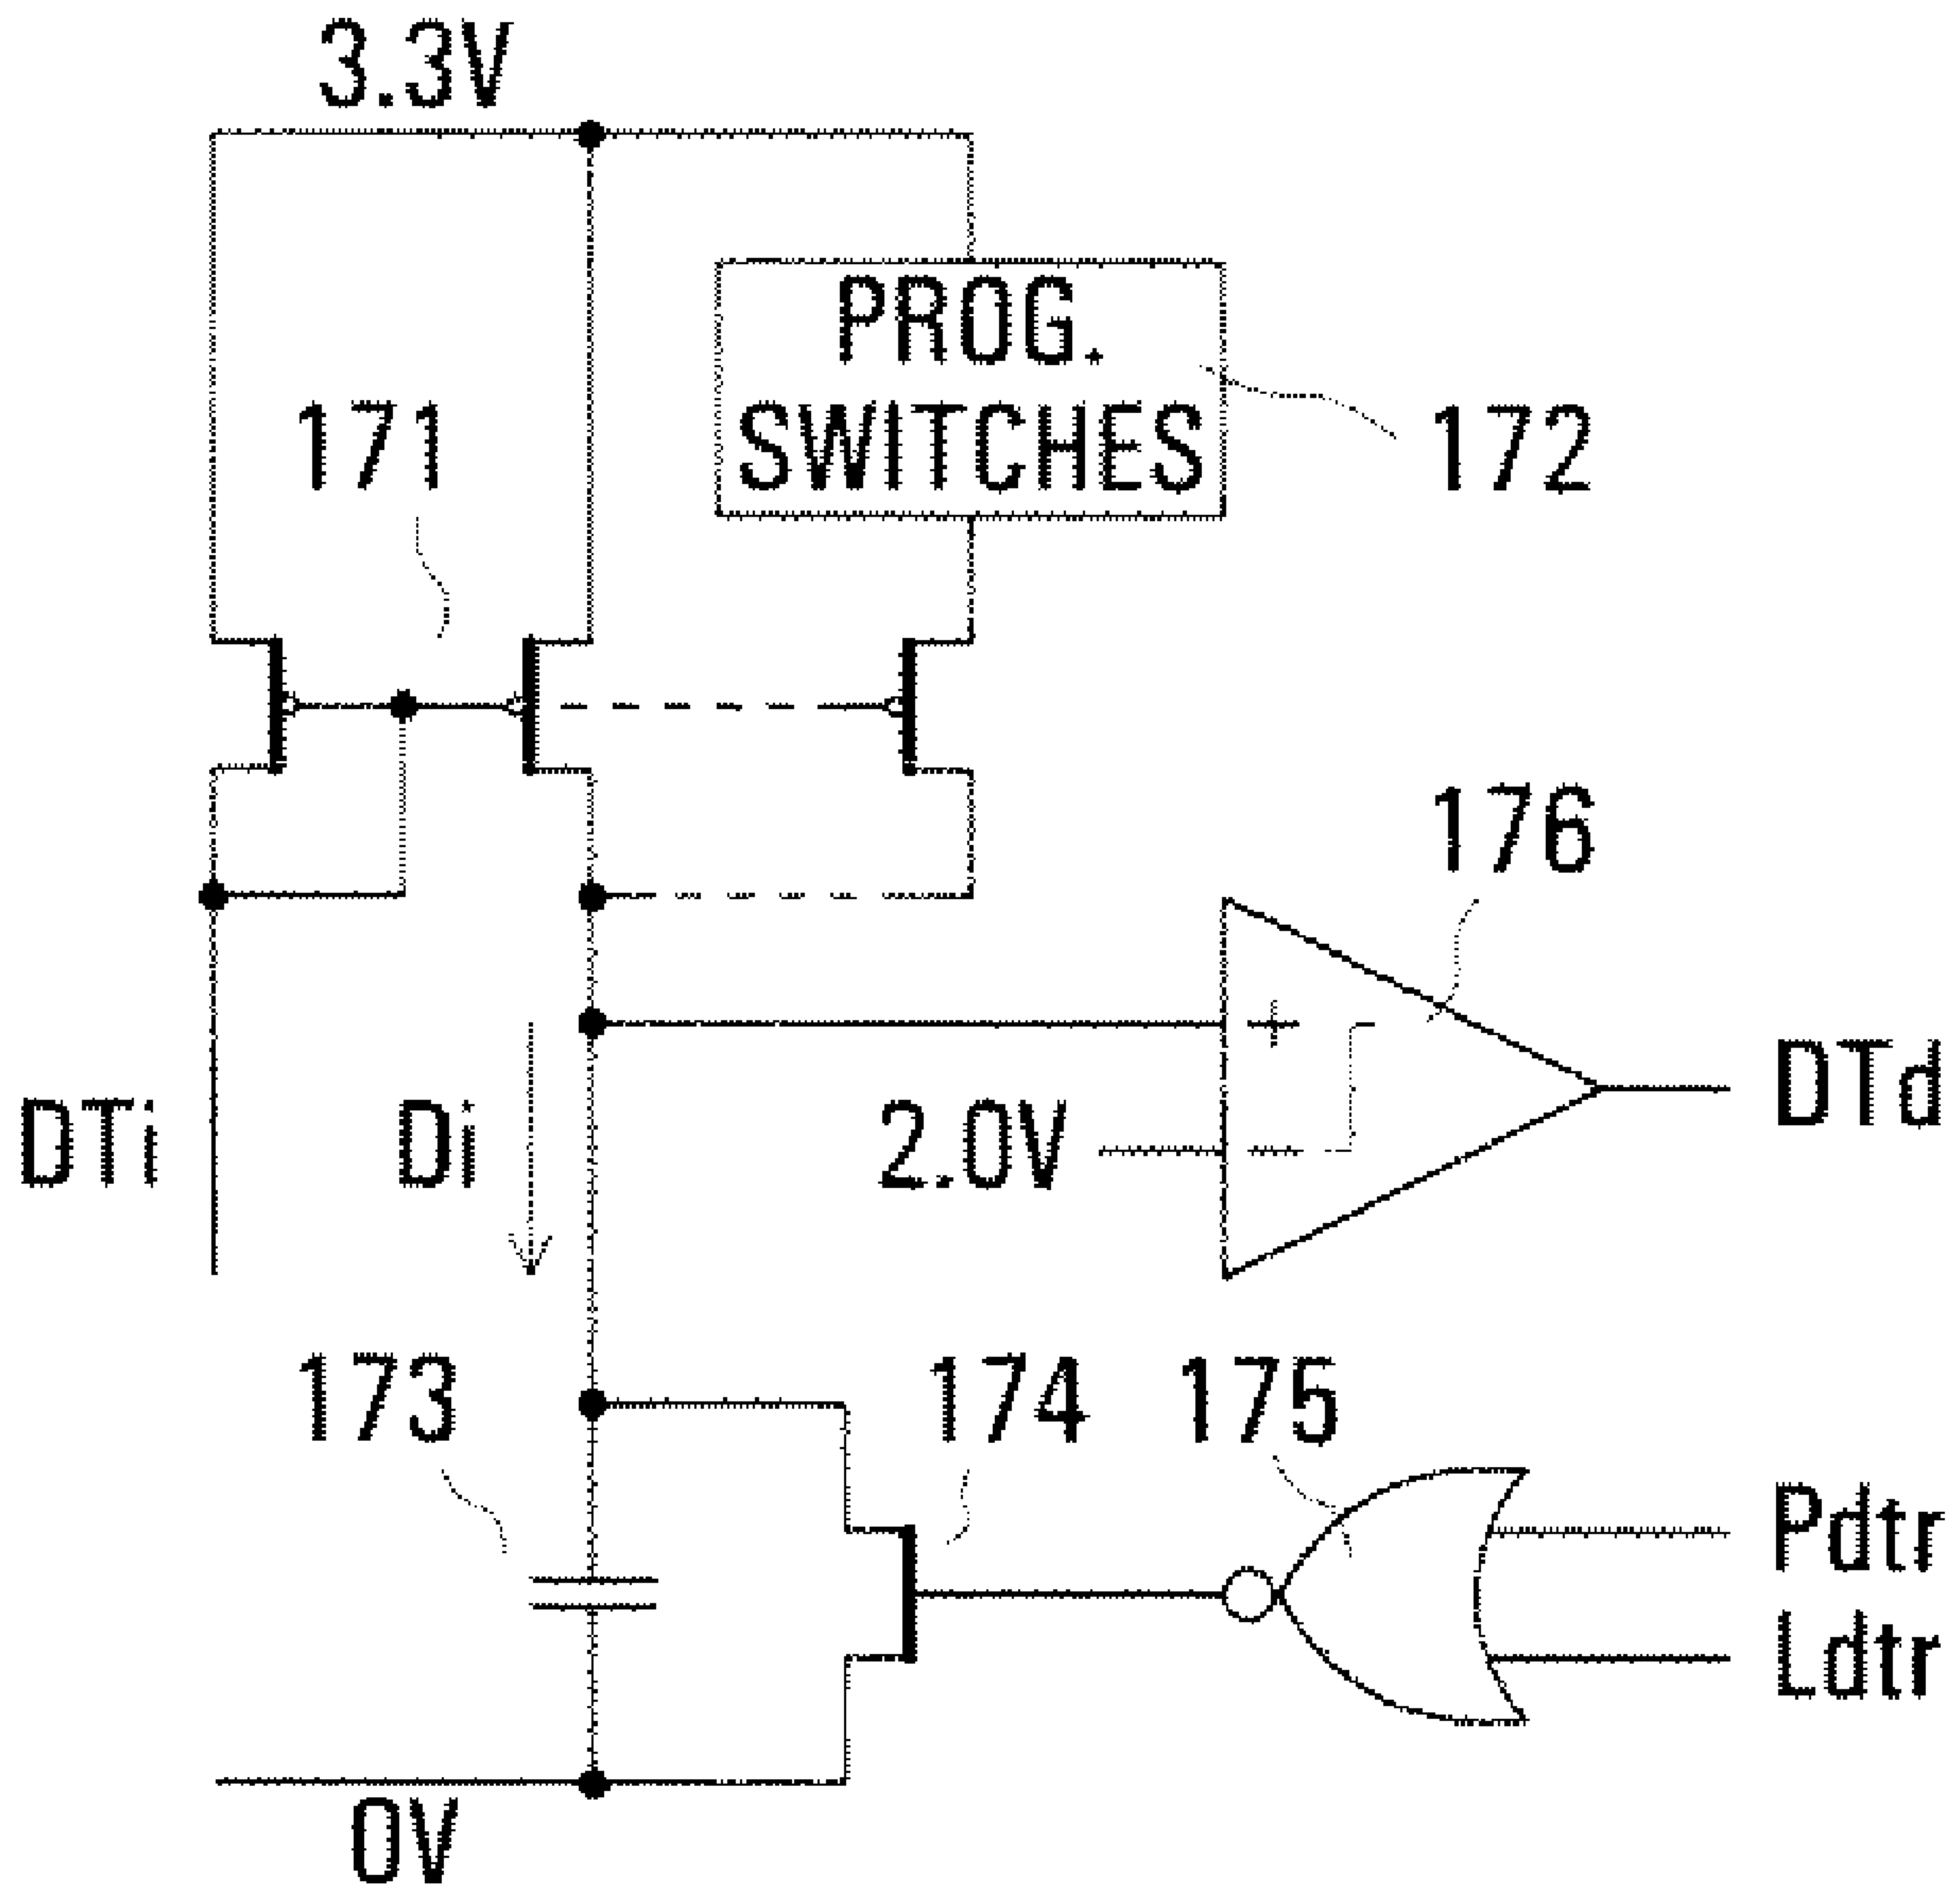 3.3V
PROG.
SWITCHES
171
172
176
+
DTi
Di
2.0V
-
DTd
173
174
175
Pdtr
Ldtr
0V